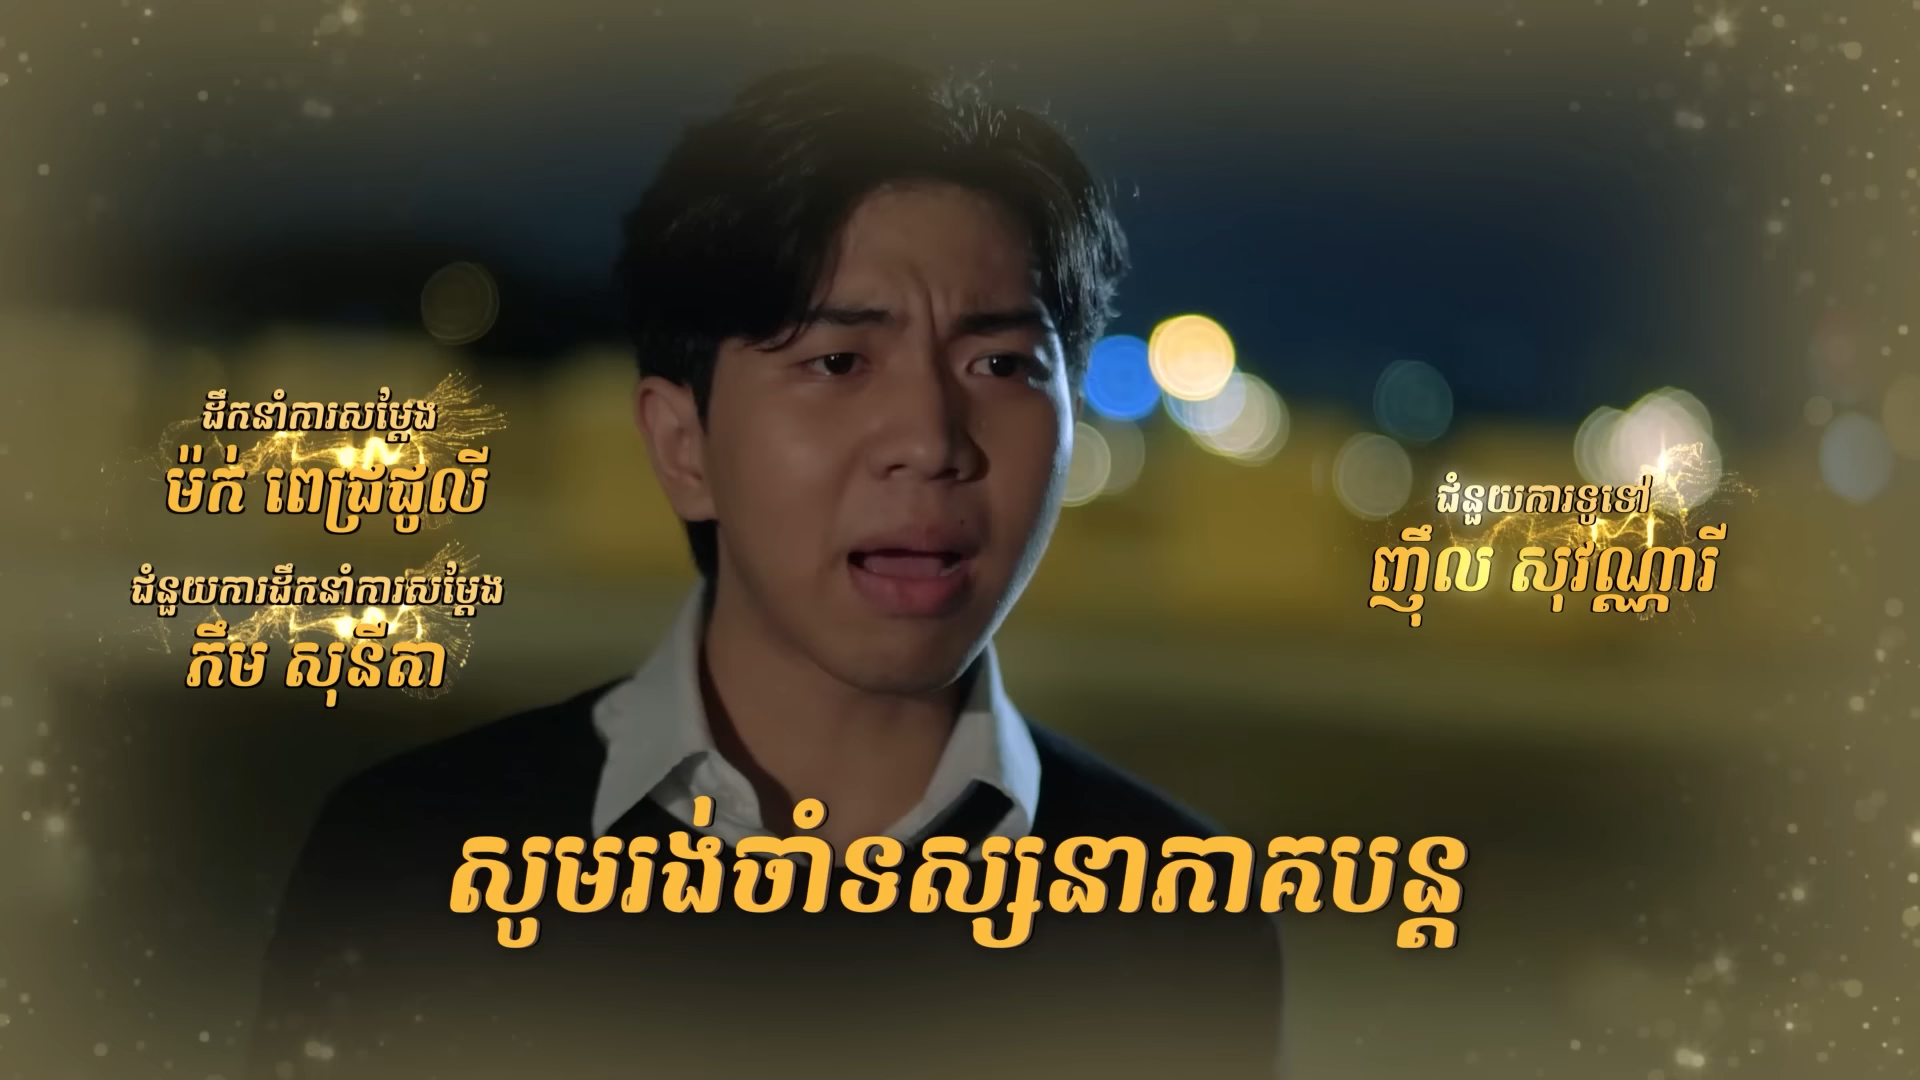 ដឹកនាំការសម្ដែង
ម៉ក់ ពេជ្រជូលី
ជំនួយការដឹកនាំការសម្ដែង
ភឹម សុនីតា
ជំនួយការទូទៅ
ញ៉ឹល សុវណ្ណារី
សូមរង់ចាំទស្សនាភាគបន្ត